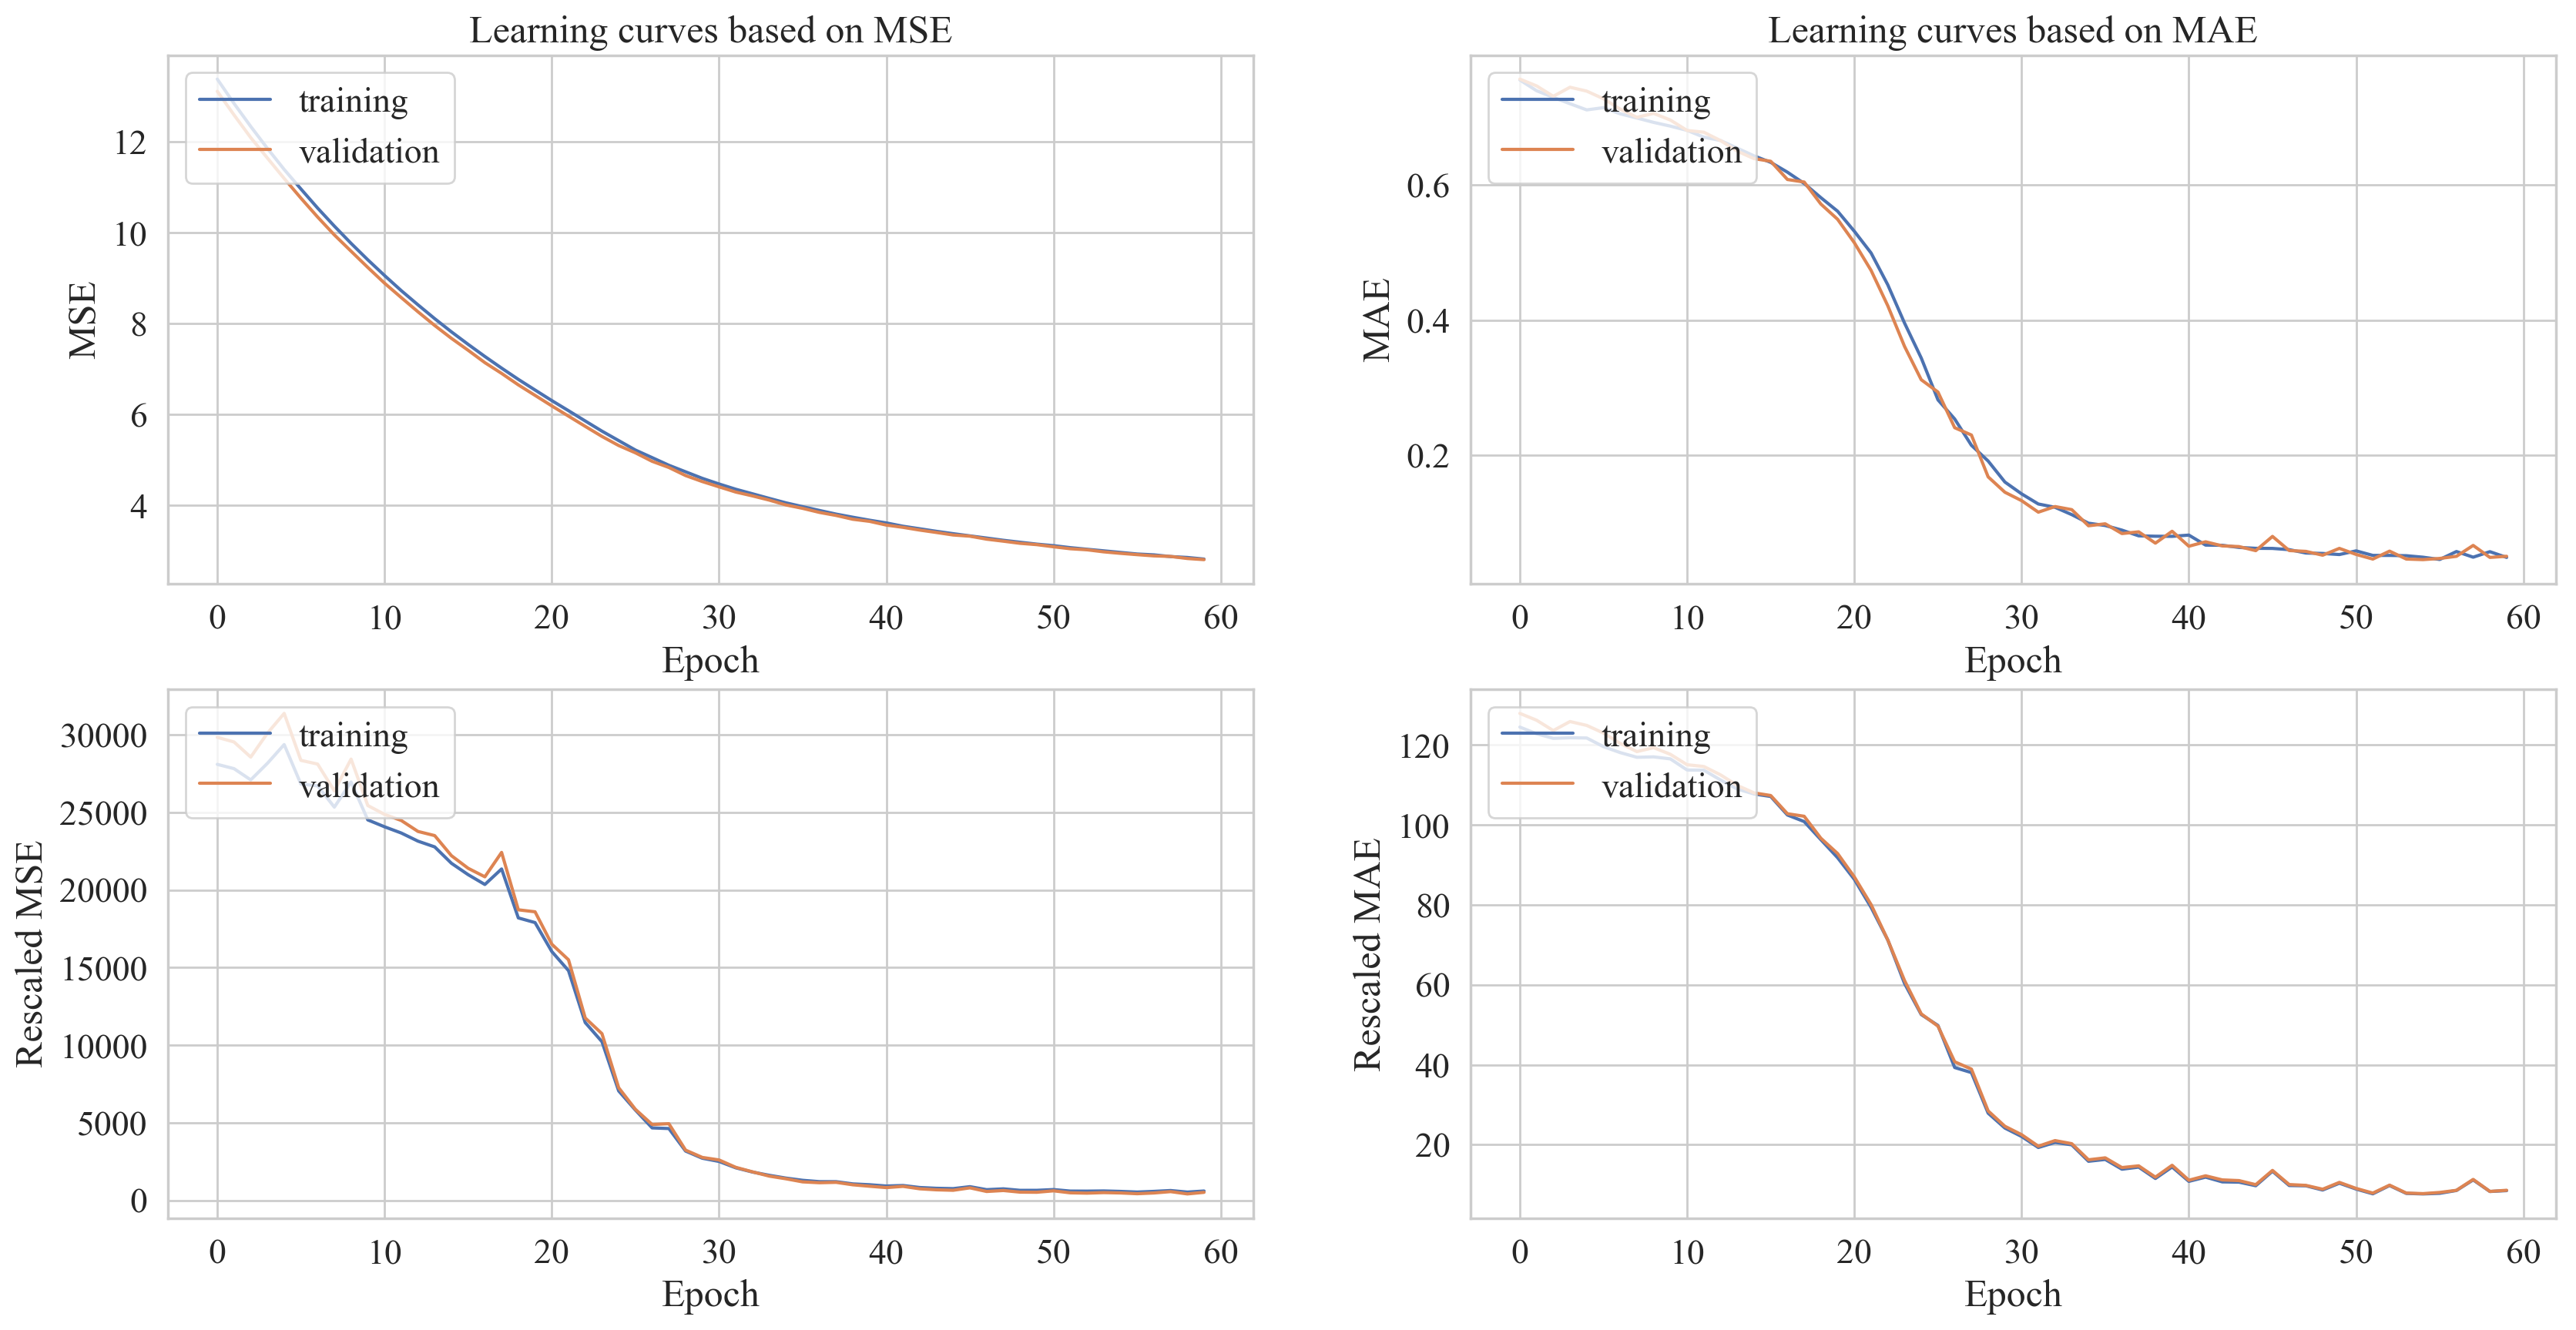 Learning curves based on MSE
training
validation
MSE
12
10
8
6
4
0 10 20 30 40 50 60
Epoch
Learning curves based on MAE
training
validation
MAE
0.6
0.4
0.2
0 10 20 30 40 50 60
Epoch
training
validation
Rescaled MSE
30000
25000
20000
15000
10000
5000
0
0 10 20 30 40 50 60
Epoch
training
validation
Rescaled MAE
120
100
80
60
40
20
0 10 20 30 40 50 60
Epoch